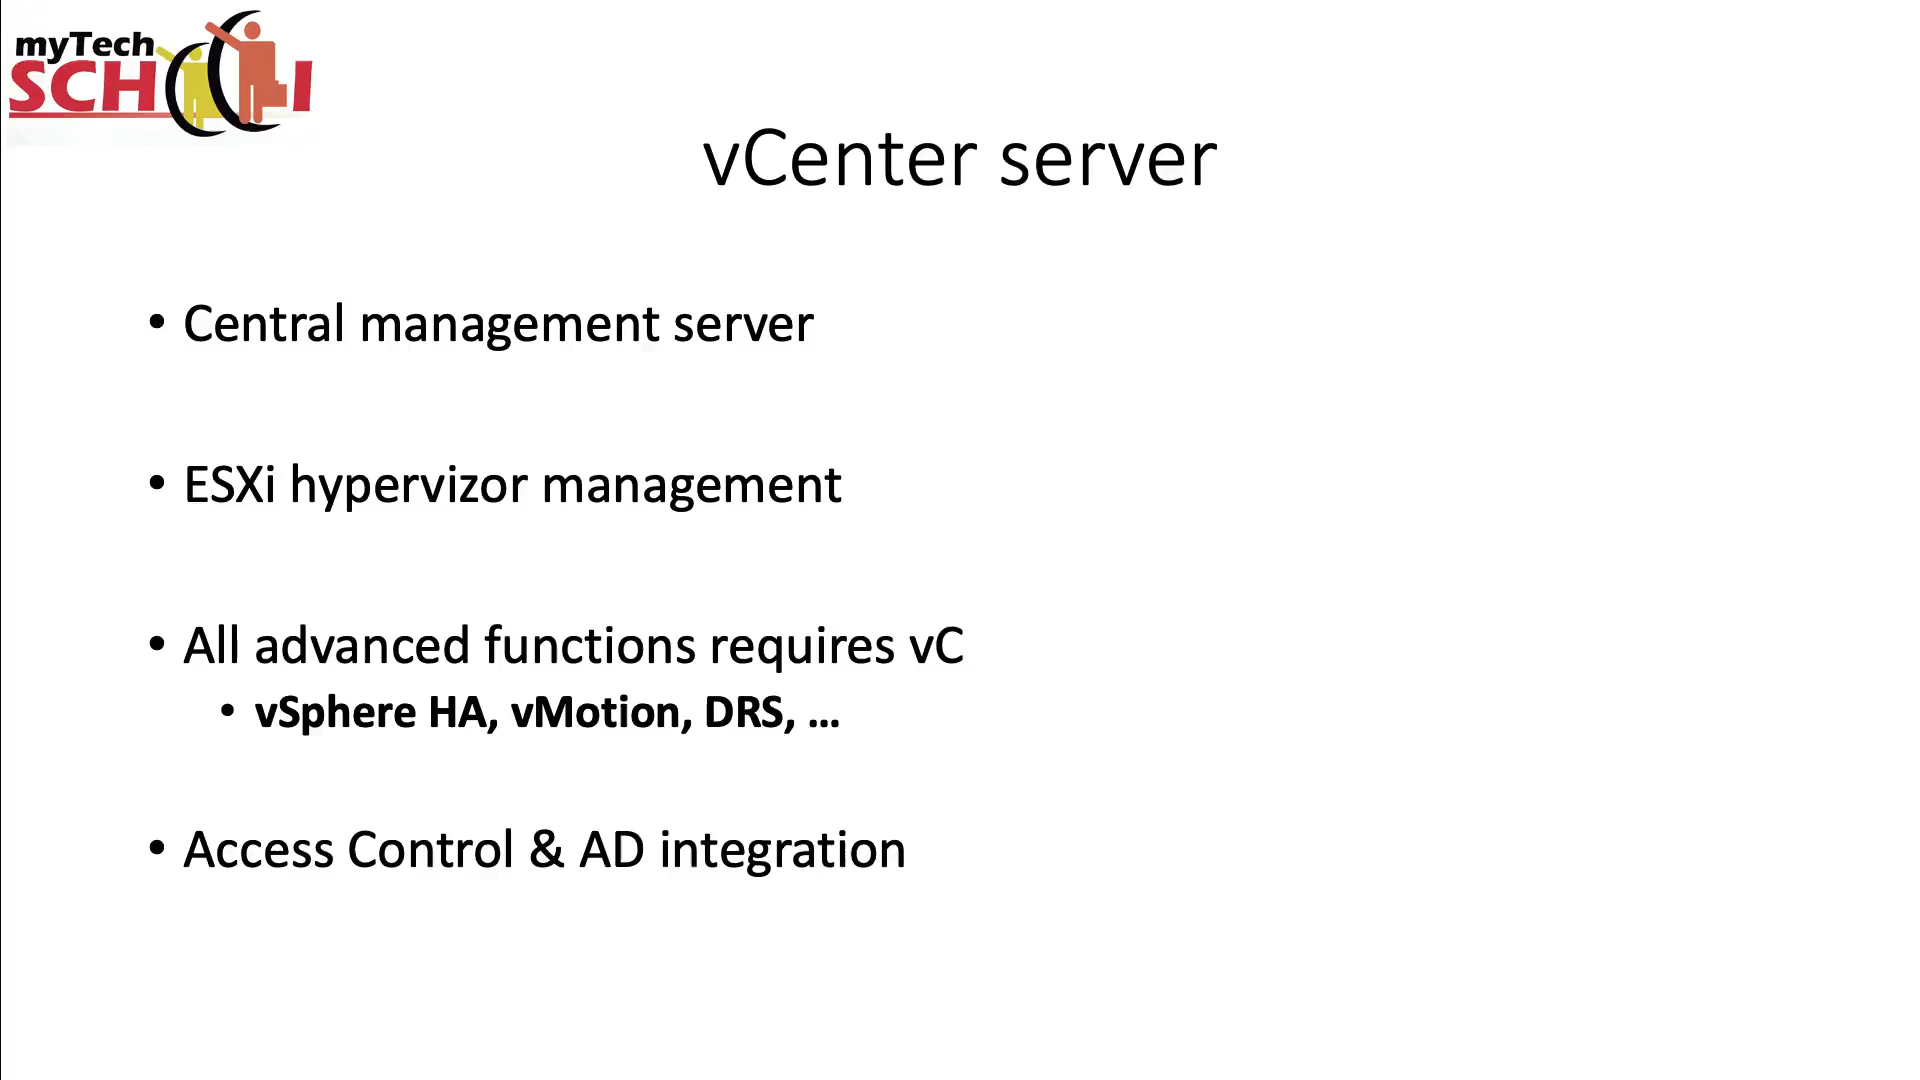 myTech
SCHOOl
vCenter server
• Central management server
• ESXi hypervizor management
• All advanced functions requires vC
• vSphere HA, vMotion, DRS, ...
• Access Control & AD integration